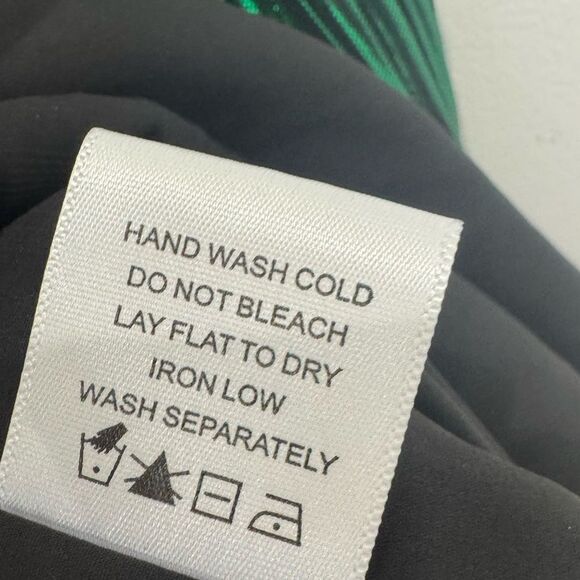 HAND WASH COLD
DO NOT BLEACH
LAY FLAT TO DRY
IRON LOW
WASH SEPARATELY